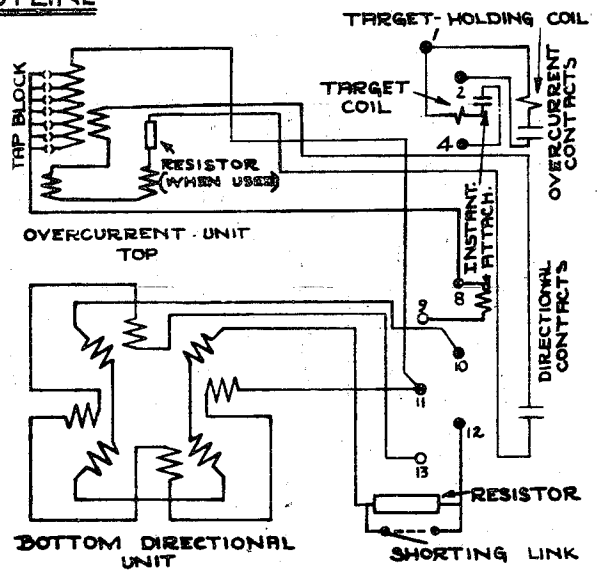 TARGET-HOLDING COIL
TAP BLOCK
TARGET
COIL
2
4
OVERCURRENT
CONTACTS
RESISTOR
(WHEN USED)
INSTANT.
ATTACH.
OVERCURRENT UNIT
TOP
8
9
DIRECTIONAL
CONTACTS
10
11
12
13
RESISTOR
BOTTOM DIRECTIONAL
UNIT
SHORTING LINK